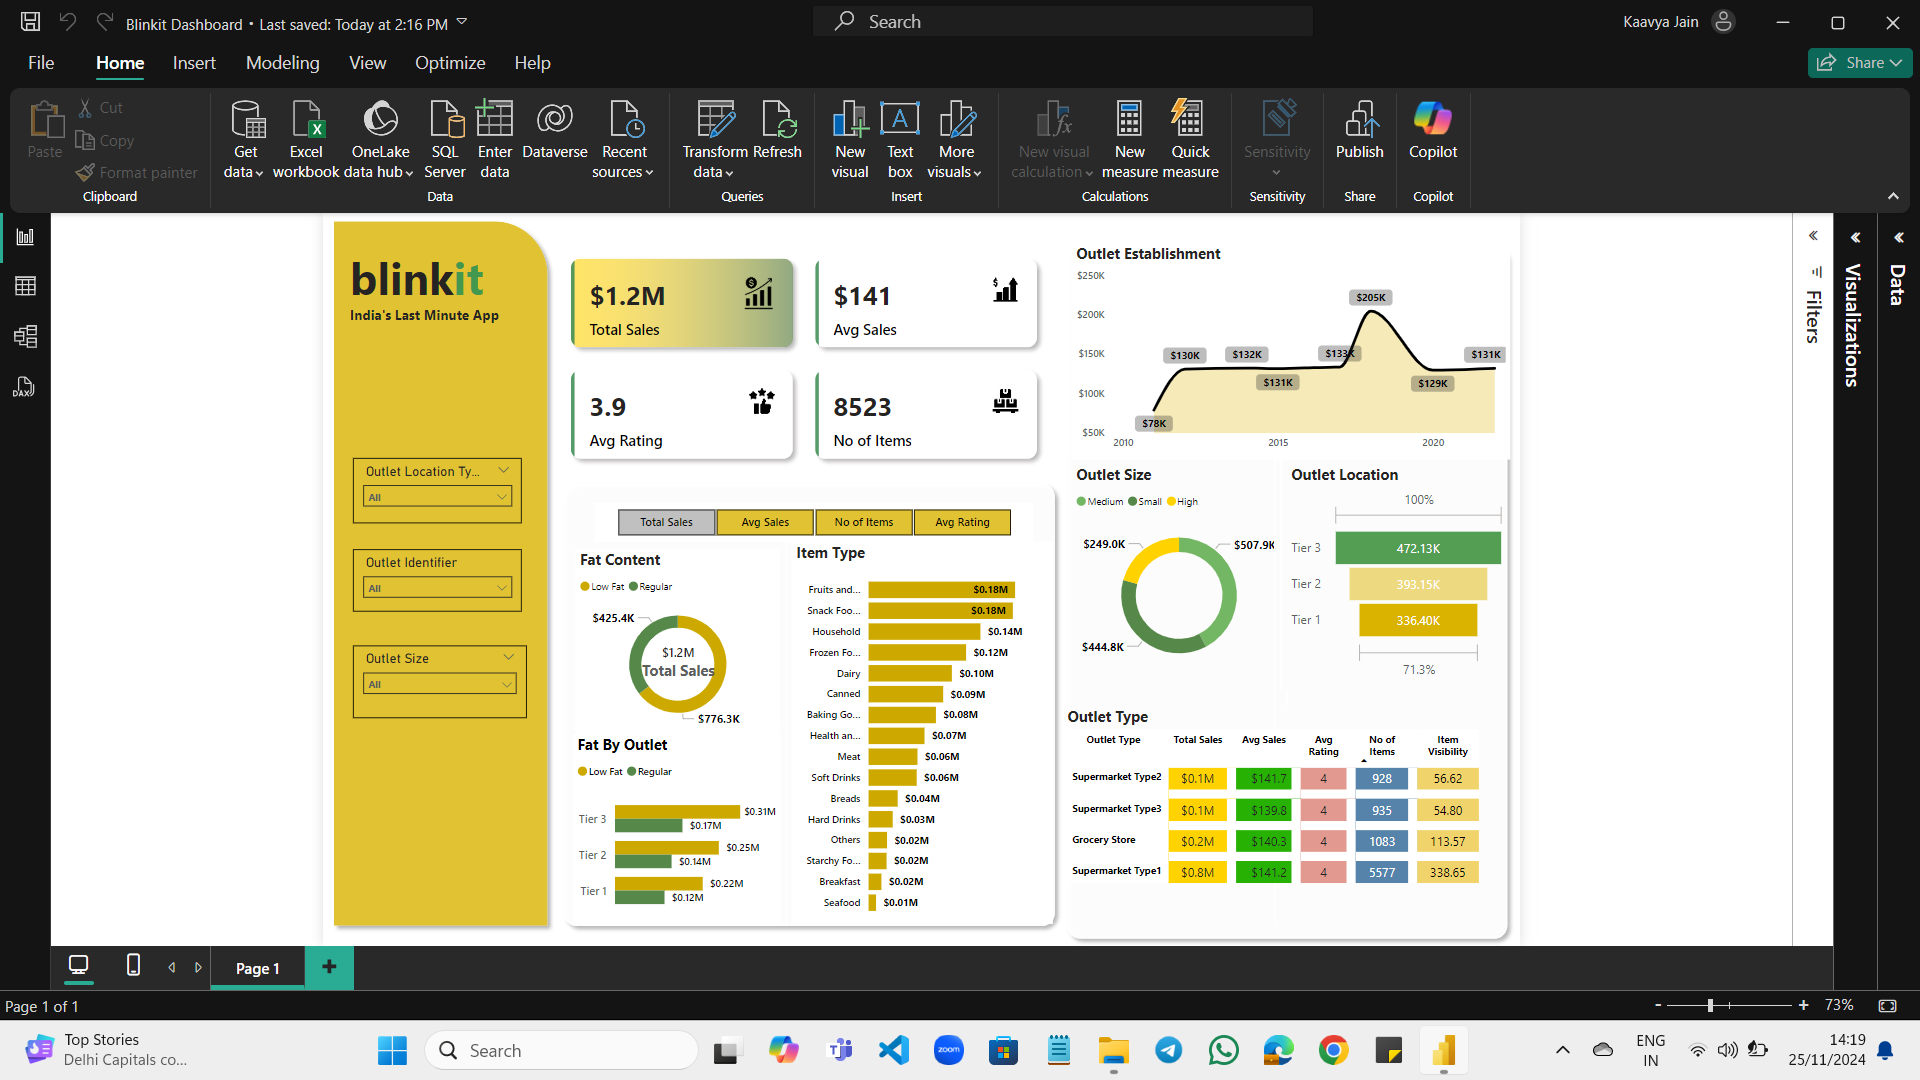 Blinkit Dashboard • Last saved: Today at 2:16 PM
Search
Kaavya Jain
File
Home
Insert
Modeling
View
Optimize
Help
Share
Paste
Cut
Copy
Format painter
Clipboard
Get data
Excel workbook
OneLake data hub
SQL Server
Enter data
Dataverse
Recent sources
Data
Transform data
Refresh
Queries
New visual
Text box
More visuals
Insert
New visual calculation
New measure
Quick measure
Calculations
Sensitivity
Sensitivity
Publish
Share
Copilot
Copilot
blinkit
India's Last Minute App
Outlet Location Ty...
All
Outlet Identifier
All
Outlet Size
All
$1.2M
Total Sales
$141
Avg Sales
3.9
Avg Rating
8523
No of Items
Total Sales
Avg Sales
No of Items
Avg Rating
Fat Content
Low Fat
Regular
$425.4K
$1.2M
Total Sales
$776.3K
Fat By Outlet
Low Fat
Regular
Tier 3
$0.31M
$0.17M
Tier 2
$0.25M
$0.14M
Tier 1
$0.22M
$0.12M
Item Type
Fruits and... $0.18M
Snack Foo... $0.18M
Household $0.14M
Frozen Fo... $0.12M
Dairy $0.10M
Canned $0.09M
Baking Go... $0.08M
Health an... $0.07M
Meat $0.06M
Soft Drinks $0.06M
Breads $0.04M
Hard Drinks $0.03M
Others $0.02M
Starchy Fo... $0.02M
Breakfast $0.02M
Seafood $0.01M
Outlet Establishment
$250K
$200K
$150K
$100K
$50K
$78K
$130K
$132K
$131K
$133K
$205K
$129K
$131K
2010
2015
2020
Outlet Size
Medium
Small
High
$249.0K
$507.9K
$444.8K
Outlet Location
100%
Tier 3 472.13K
Tier 2 393.15K
Tier 1 336.40K
71.3%
Outlet Type
Outlet Type Total Sales Avg Sales Avg Rating No of Items Item Visibility
Supermarket Type2 $0.1M $141.7 4 928 56.62
Supermarket Type3 $0.1M $139.8 4 935 54.80
Grocery Store $0.2M $140.3 4 1083 113.57
Supermarket Type1 $0.8M $141.2 4 5577 338.65
Filters
Visualizations
Data
DAX
Page 1
+
Page 1 of 1
- + 73%
Top Stories
Delhi Capitals co...
Search
zoom
ENG
IN
14:19
25/11/2024